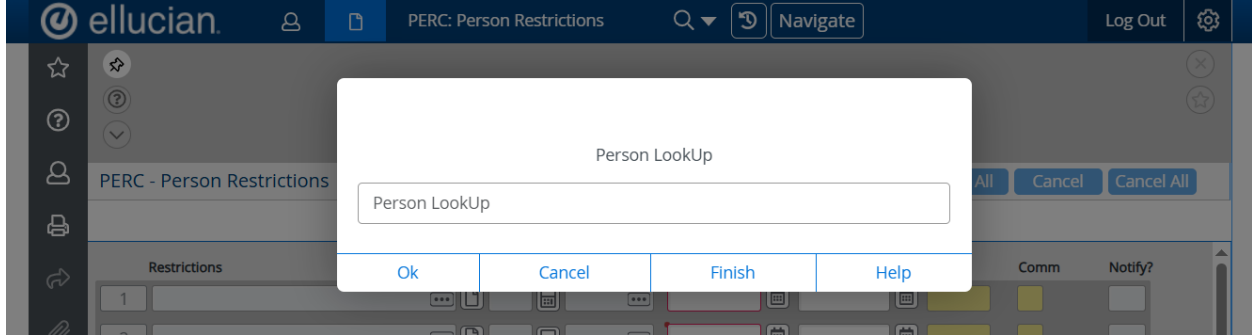 ellucian.
PERC: Person Restrictions
Navigate
Log Out
Person LookUp
PERC - Person Restrictions
All
Cancel
Cancel All
Person LookUp
Ok
Cancel
Finish
Help
Restrictions
Comm
Notify?
1